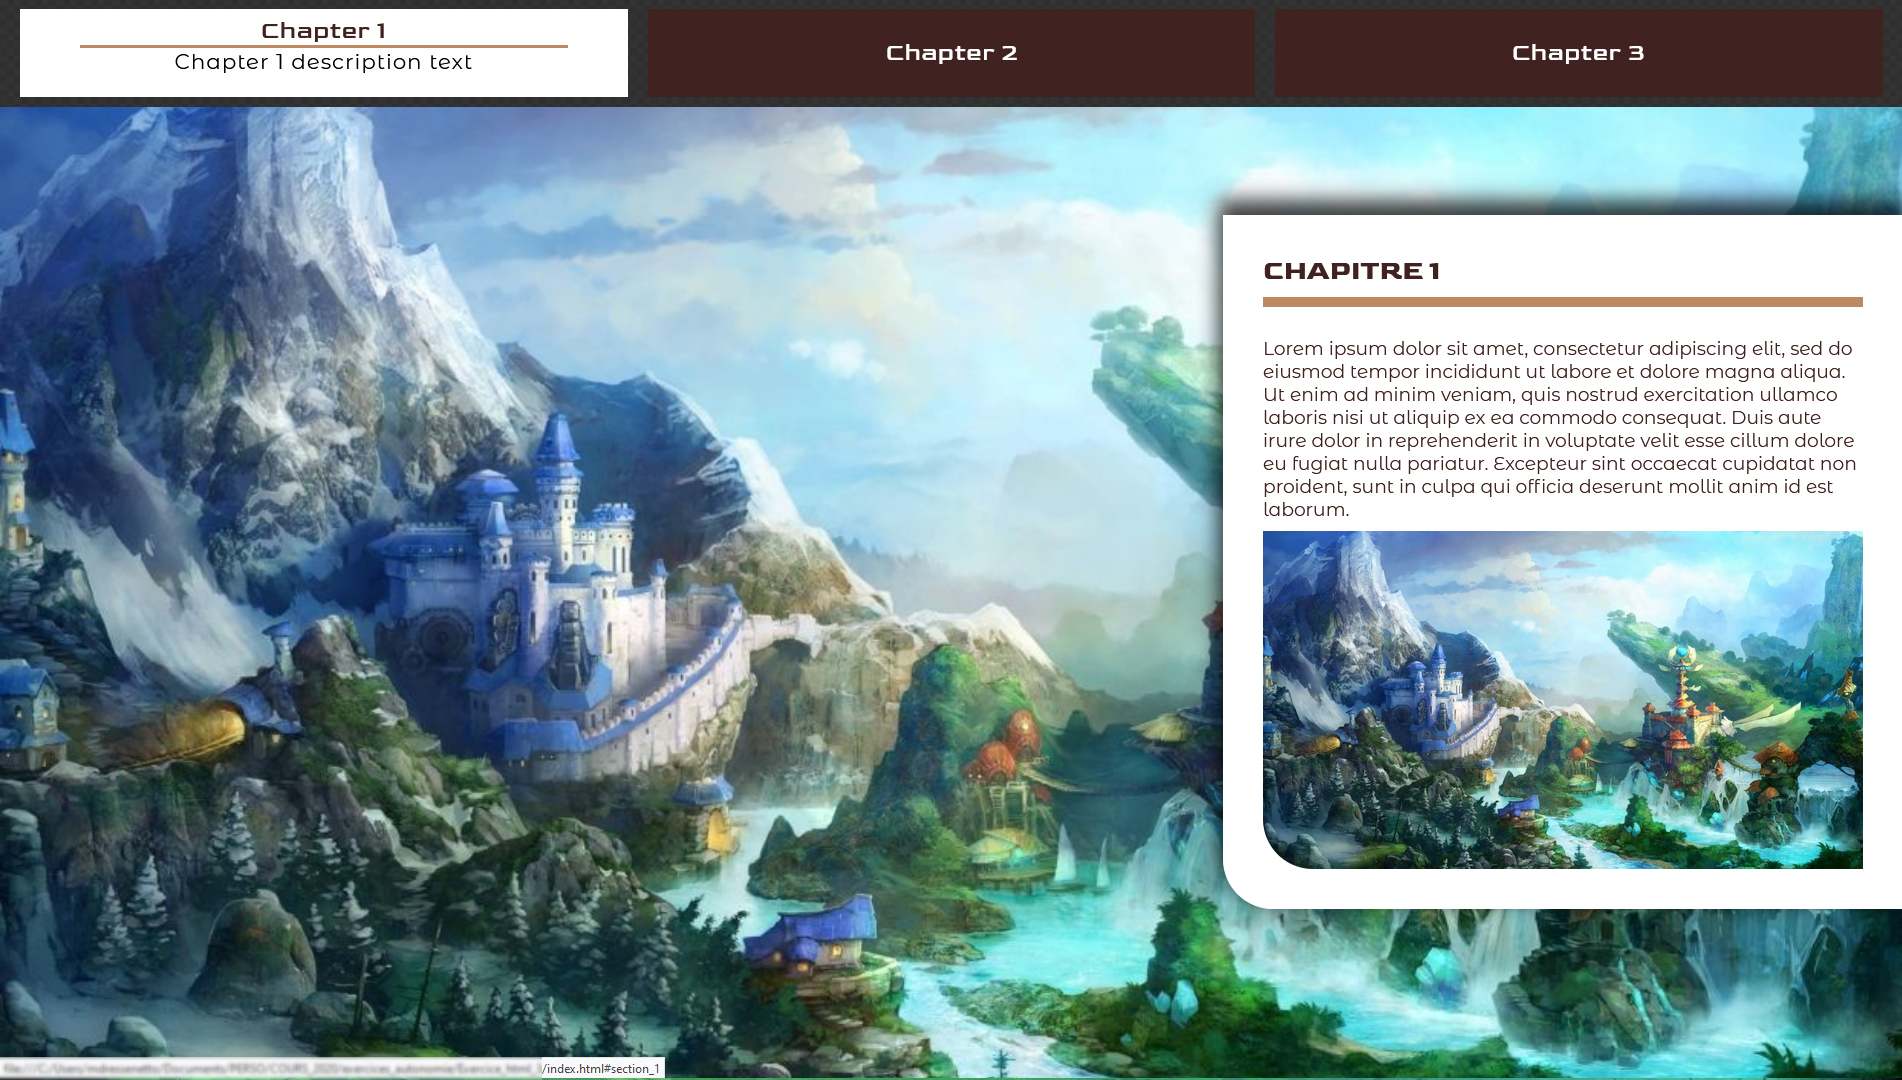 Chapter 1
Chapter 1 description text
Chapter 2
Chapter 3
CHAPITRE 1
Lorem ipsum dolor sit amet, consectetur adipiscing elit, sed do
eiusmod tempor incididunt ut labore et dolore magna aliqua.
Ut enim ad minim veniam, quis nostrud exercitation ullamco
laboris nisi ut aliquip ex ea commodo consequat. Duis aute
irure dolor in reprehenderit in voluptate velit esse cillum dolore
eu fugiat nulla pariatur. Excepteur sint occaecat cupidatat non
proident, sunt in culpa qui officia deserunt mollit anim id est
laborum.
/index.html#section_1